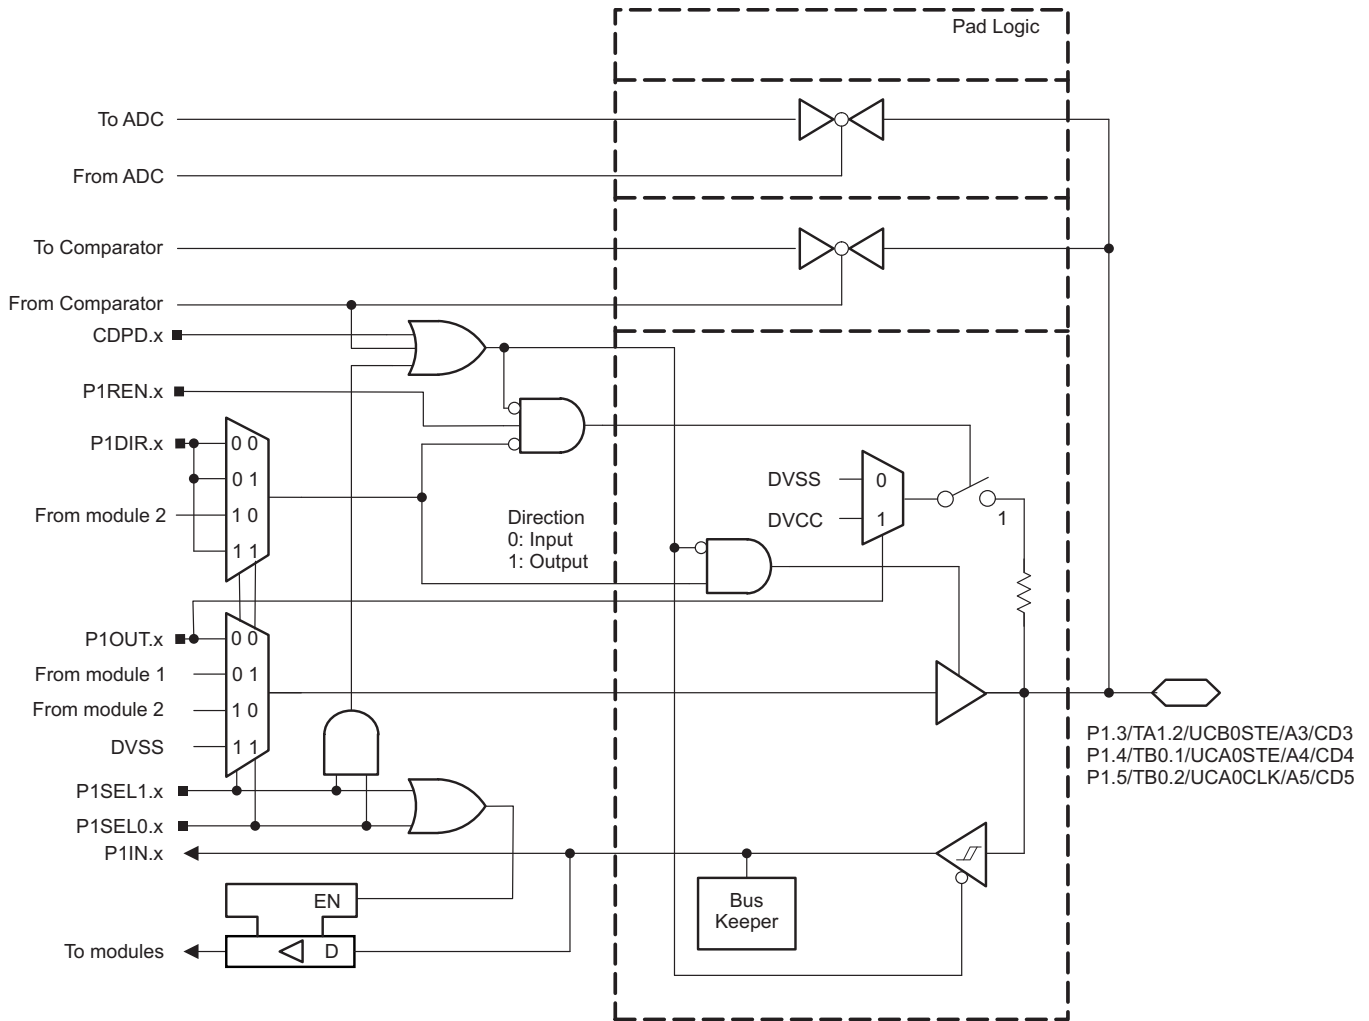 Pad Logic
To ADC
From ADC
To Comparator
From Comparator
CDPD.x
P1REN.x
P1DIR.x
0 0
0 1
From module 2
1 0
1 1
Direction
0: Input
1: Output
DVSS
0
DVCC
1
1
P1OUT.x
0 0
From module 1
0 1
From module 2
1 0
DVSS
1 1
P1.3/TA1.2/UCB0STE/A3/CD3
P1.4/TB0.1/UCA0STE/A4/CD4
P1.5/TB0.2/UCA0CLK/A5/CD5
P1SEL1.x
P1SEL0.x
P1IN.x
EN
Bus
Keeper
To modules
D